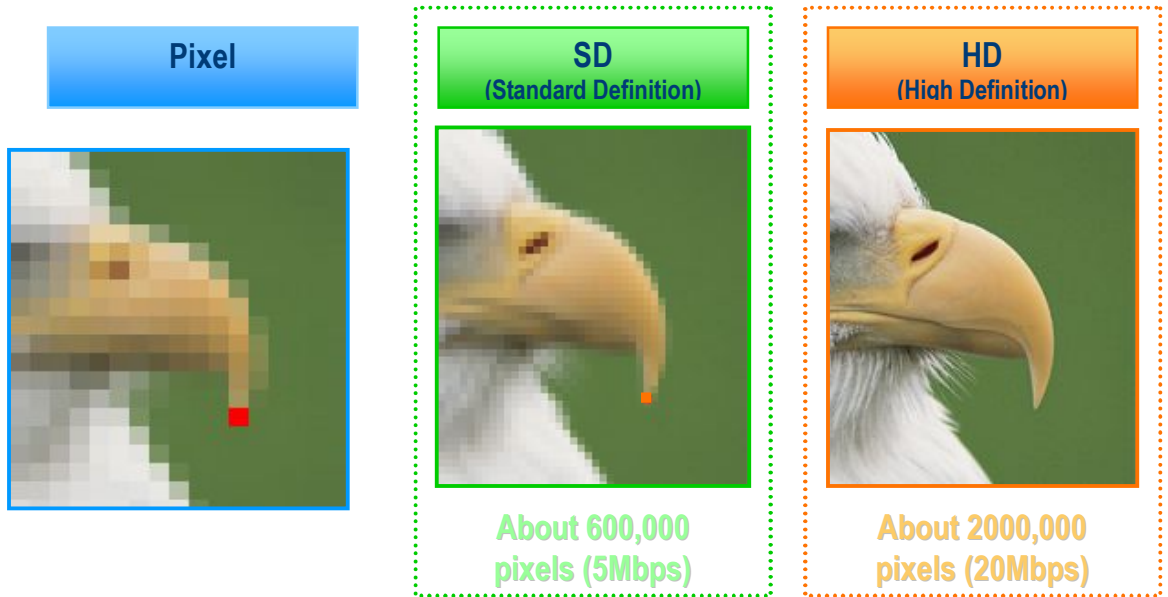 Pixel
SD
(Standard Definition)
HD
(High Definition)
About 600,000
pixels (5Mbps)
About 2000,000
pixels (20Mbps)